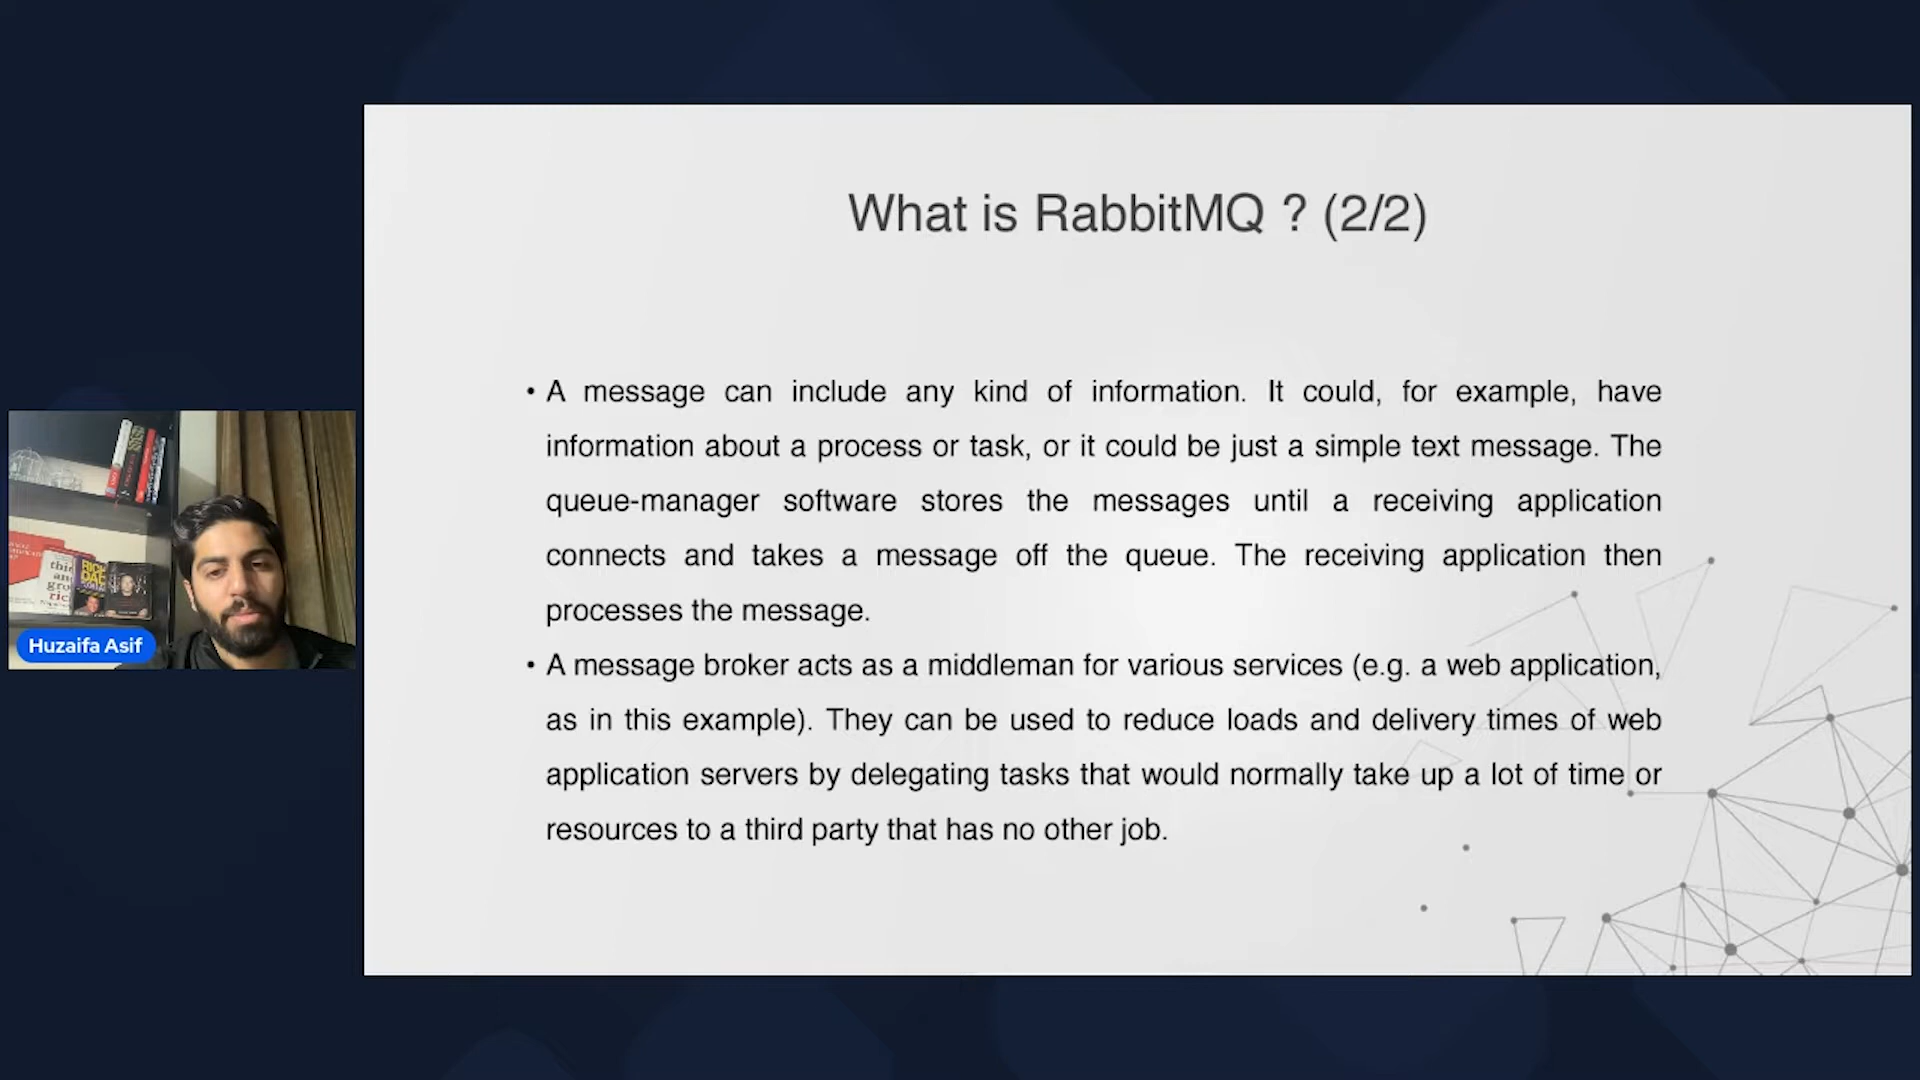 What is RabbitMQ ? (2/2)
• A message can include any kind of information. It could, for example, have
information about a process or task, or it could be just a simple text message. The
queue-manager software stores the messages until a receiving application
connects and takes a message off the queue. The receiving application then
processes the message.
• A message broker acts as a middleman for various services (e.g. a web application,
as in this example). They can be used to reduce loads and delivery times of web
application servers by delegating tasks that would normally take up a lot of time or
resources to a third party that has no other job.
RICH
DAD
Huzaifa Asif